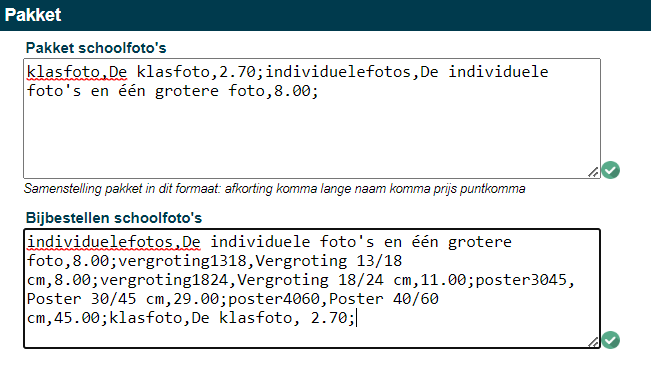 Pakket
Pakket schoolfoto's
klasfoto,De klasfoto,2.70;individuelefotos,De individuele
foto's en één grotere foto,8.00;
Samenstelling pakket in dit formaat: afkorting komma lange naam komma prijs puntkomma
Bijbestellen schoolfoto's
individuelefotos,De individuele foto's en één grotere
foto,8.00;vergroting1318,Vergroting 13/18
cm,8.00;vergroting1824,Vergroting 18/24 cm,11.00;poster3045,
Poster 30/45 cm,29.00;poster4060,Poster 40/60
cm,45.00;klasfoto,De klasfoto, 2.70;